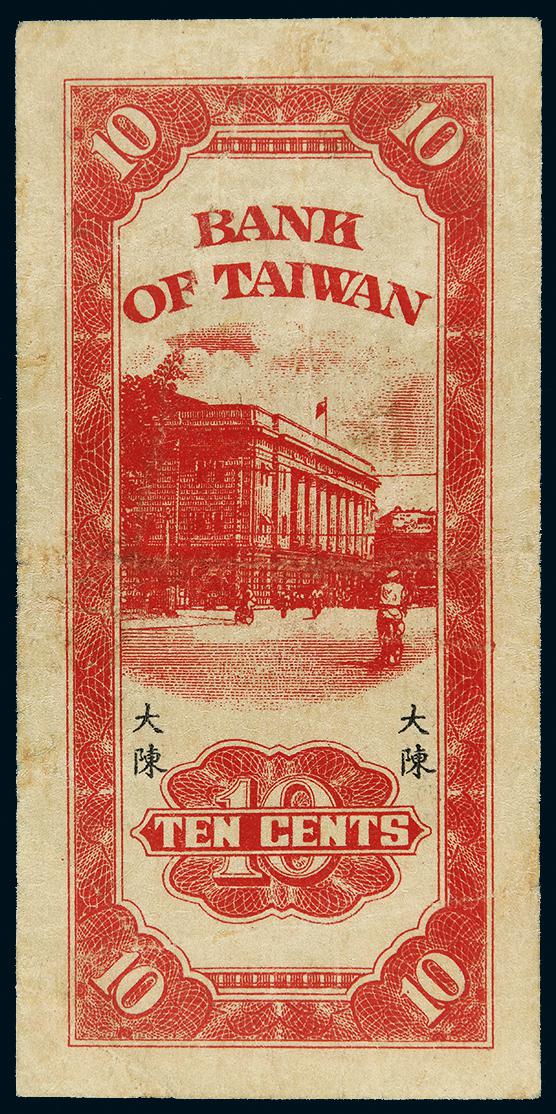 10 10
BANK
OF TAIWAN
大陳 大陳
10
TEN CENTS
10 10